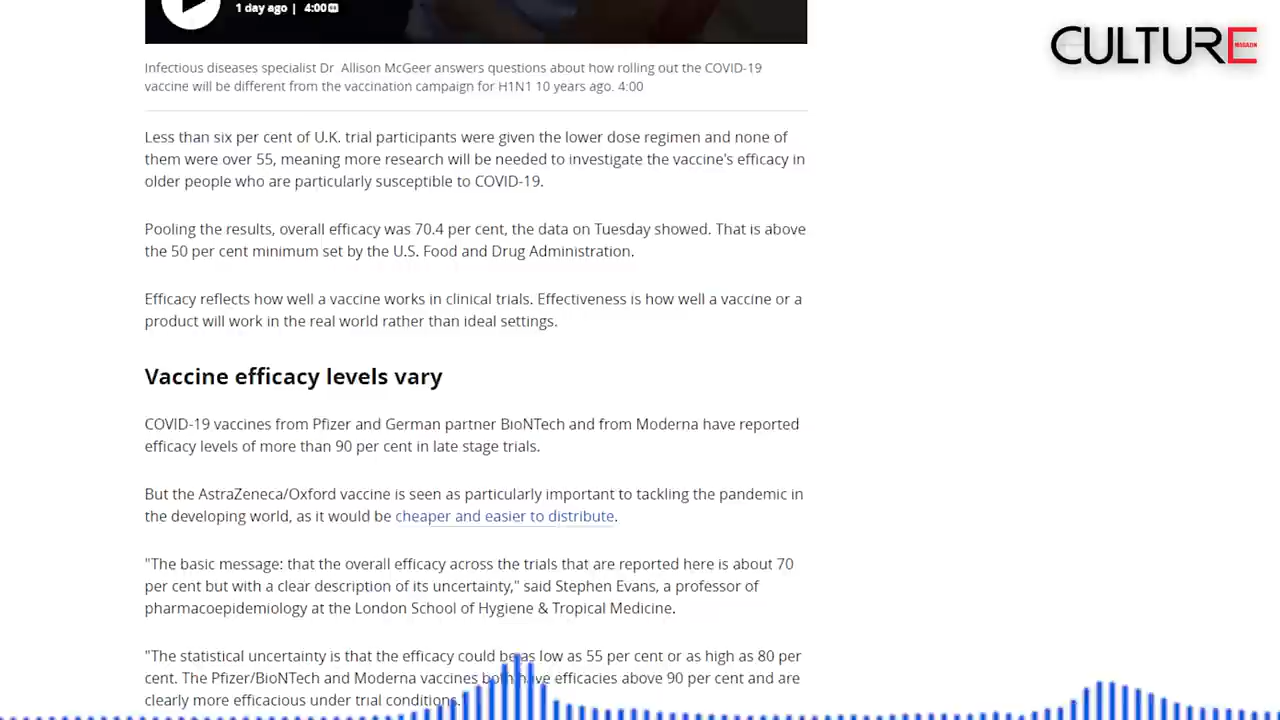 1 day ago | 4:00
CULTURE
MAGAZIN
Infectious diseases specialist Dr Allison McGeer answers questions about how rolling out the COVID-19
vaccine will be different from the vaccination campaign for H1N1 10 years ago. 4:00
Less than six per cent of U.K. trial participants were given the lower dose regimen and none of
them were over 55, meaning more research will be needed to investigate the vaccine's efficacy in
older people who are particularly susceptible to COVID-19.
Pooling the results, overall efficacy was 70.4 per cent, the data on Tuesday showed. That is above
the 50 per cent minimum set by the U.S. Food and Drug Administration.
Efficacy reflects how well a vaccine works in clinical trials. Effectiveness is how well a vaccine or a
product will work in the real world rather than ideal settings.
Vaccine efficacy levels vary
COVID-19 vaccines from Pfizer and German partner BioNTech and from Moderna have reported
efficacy levels of more than 90 per cent in late stage trials.
But the AstraZeneca/Oxford vaccine is seen as particularly important to tackling the pandemic in
the developing world, as it would be cheaper and easier to distribute.
"The basic message: that the overall efficacy across the trials that are reported here is about 70
per cent but with a clear description of its uncertainty," said Stephen Evans, a professor of
pharmacoepidemiology at the London School of Hygiene & Tropical Medicine.
"The statistical uncertainty is that the efficacy could be as low as 55 per cent or as high as 80 per
cent. The Pfizer/BioNTech and Moderna vaccines both have efficacies above 90 per cent and are
clearly more efficacious under trial conditions.